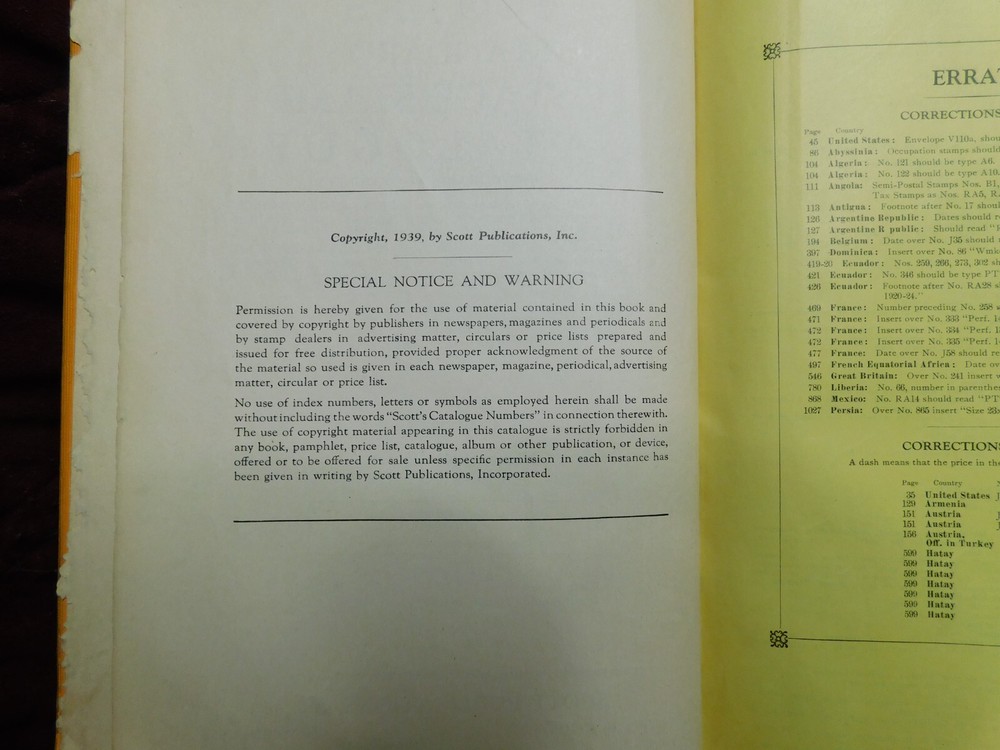 Copyright, 1939, by Scott Publications, Inc.
SPECIAL NOTICE AND WARNING
Permission is hereby given for the use of material contained in this book and
covered by copyright by publishers in newspapers, magazines and periodicals and
by stamp dealers in advertising matter, circulars or price lists prepared and
issued for free distribution, provided proper acknowledgment of the source of
the material so used is given in each newspaper, magazine, periodical, advertising
matter, circular or price list.
No use of index numbers, letters or symbols as employed herein shall be made
without including the words "Scott's Catalogue Numbers" in connection therewith.
The use of copyright material appearing in this catalogue is strictly forbidden in
any book, pamphlet, price list, catalogue, album or other publication, or device,
offered or to be offered for sale unless specific permission in each instance has
been given in writing by Scott Publications, Incorporated.
ERRAT
CORRECTIONS
Page Country
45 United States: Envelope V110a, shou
86 Abyssinia: Occupation stamps should
104 Algeria: No. 121 should be type A6.
104 Algeria: No. 122 should be type A10.
111 Angola: Semi-Postal Stamps Nos. B1,
Tax Stamps as Nos. RA5, R
113 Antigua: Footnote after No. 17 shoul
126 Argentine Republic: Dates should r
127 Argentine R public: Should read
194 Belgium: Date over No. J35 should
397 Dominica: Insert over No. 86 "Wink
419-20 Ecuador: Nos. 259, 266, 273, 302 sh
421 Ecuador: No. 346 should be type PT
426 Ecuador: Footnote after No. RA28 s
1920-24."
469 France: Number preceding No. 258
471 France: Insert over No. 333 "Perf. 1
472 France: Insert over No. 334 "Perf. 1
472 France: Insert over No. 335 "Perf. 1
477 France: Date over No. J58 should re
497 French Equatorial Africa: Date ov
546 Great Britain: Over No. 241 insert
780 Liberia: No. 66, number in parenthes
868 Mexico: No. RA14 should read "PT
1027 Persia: Over No. 865 insert "Size 23x
CORRECTIONS
A dash means that the price in the
Page Country
35 United States J
129 Armenia
151 Austria
151 Austria
156 Austria,
Off. in Turkey
599 Hatay
599 Hatay
599 Hatay
599 Hatay
599 Hatay
599 Hatay
599 Hatay